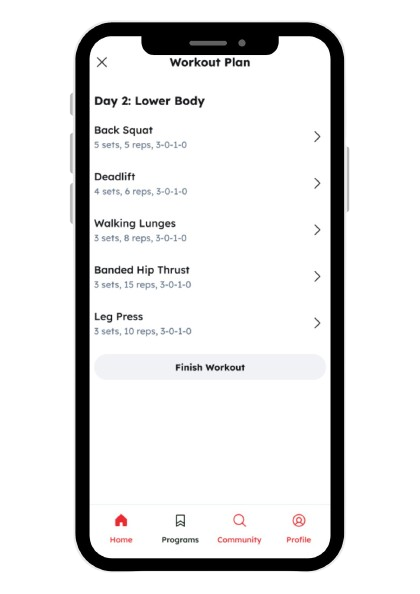 Workout Plan
Day 2: Lower Body
Back Squat
5 sets, 5 reps, 3-0-1-0
Deadlift
4 sets, 6 reps, 3-0-1-0
Walking Lunges
3 sets, 8 reps, 3-0-1-0
Banded Hip Thrust
3 sets, 15 reps, 3-0-1-0
Leg Press
3 sets, 10 reps, 3-0-1-0
Finish Workout
Home Programs Community Profile